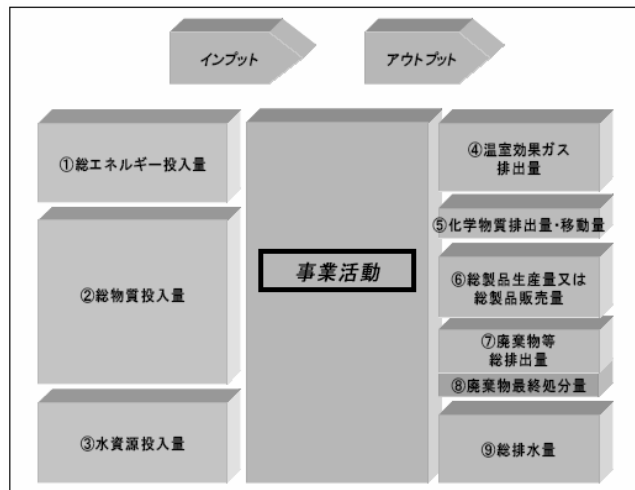 インプット
アウトプット
①総エネルギー投入量
②総物質投入量
③水資源投入量
事業活動
④温室効果ガス
排出量
⑤化学物質排出量・移動量
⑥総製品生産量又は
総製品販売量
⑦廃棄物等
総排出量
⑧廃棄物最終処分量
⑨総排水量